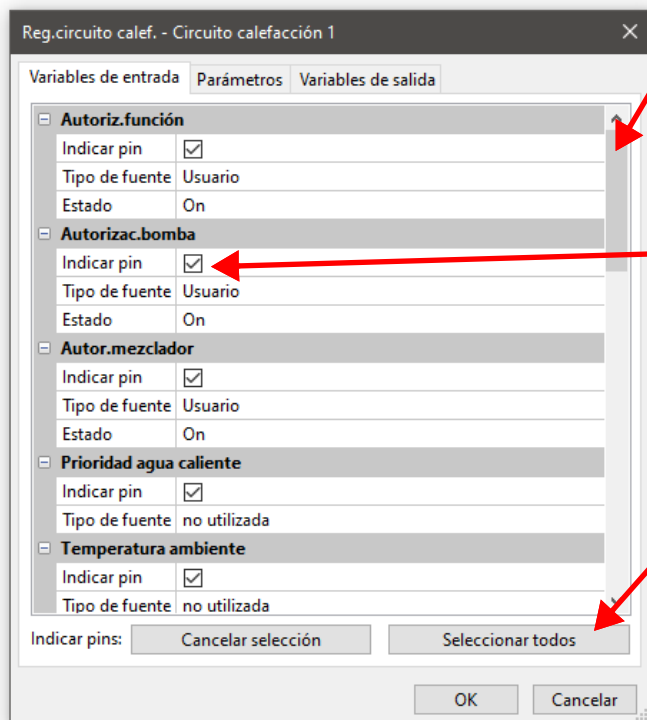 Reg.circuito calef. - Circuito calefacción 1
Variables de entrada Parámetros Variables de salida
Autoriz.función
Indicar pin
Tipo de fuente Usuario
Estado On
Autorizac.bomba
Indicar pin
Tipo de fuente Usuario
Estado On
Autor.mezclador
Indicar pin
Tipo de fuente Usuario
Estado On
Prioridad agua caliente
Indicar pin
Tipo de fuente no utilizada
Temperatura ambiente
Indicar pin
Tipo de fuente no utilizada
Indicar pins: Cancelar selección Seleccionar todos
OK Cancelar